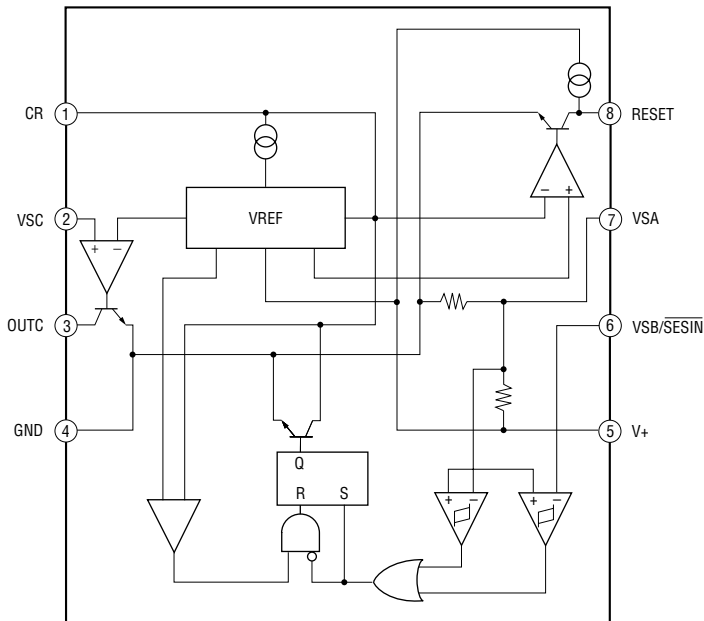 CR 1
8 RESET
VSC 2
VREF
7 VSA
+ −
− +
OUTC 3
6 VSB/SESIN
GND 4
5 V+
Q
R S
+ −
+ −